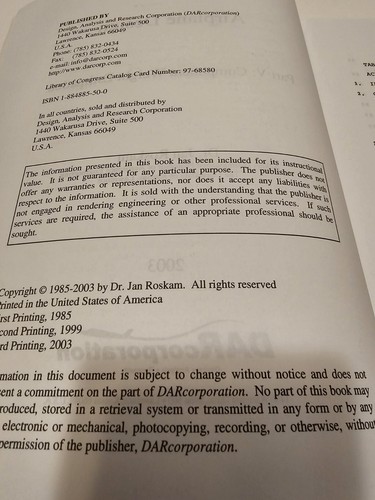 PUBLISHED BY
Design, Analysis and Research Corporation (DARcorporation)
1440 Wakarusa Drive, Suite 500
Lawrence, Kansas 66049
U.S.A.
Phone: (785) 832-0434
Fax: (785) 832-0524
e-mail: info@darcorp.com
http://www.darcorp.com
Library of Congress Catalog Card Number: 97-68580
ISBN 1-884885-50-0
In all countries, sold and distributed by
Design, Analysis and Research Corporation
1440 Wakarusa Drive, Suite 500
Lawrence, Kansas 66049
U.S.A.
The information presented in this book has been included for its instructional
value. It is not guaranteed for any particular purpose. The publisher does not
offer any warranties or representations, nor does it accept any liabilities with
respect to the information. It is sold with the understanding that the publisher is
not engaged in rendering engineering or other professional services. If such
services are required, the assistance of an appropriate professional should be
sought.
Copyright © 1985-2003 by Dr. Jan Roskam. All rights reserved
rinted in the United States of America
rst Printing, 1985
cond Printing, 1999
rd Printing, 2003
mation in this document is subject to change without notice and does not
ent a commitment on the part of DARcorporation. No part of this book may
roduced, stored in a retrieval system or transmitted in any form or by any
electronic or mechanical, photocopying, recording, or otherwise, withou
permission of the publisher, DARcorporation.
TAB
AC
1.
2.